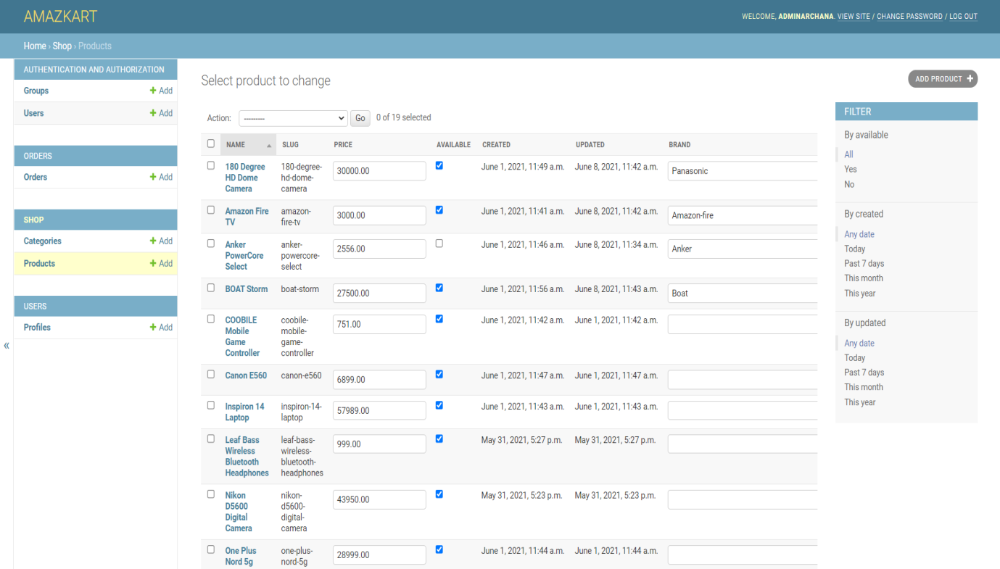 AMAZKART
WELCOME, ADMINARCHANA. VIEW SITE / CHANGE PASSWORD / LOG OUT
Home › Shop › Products
AUTHENTICATION AND AUTHORIZATION
Groups + Add
Users + Add
ORDERS
Orders + Add
SHOP
Categories + Add
Products + Add
USERS
Profiles + Add
«
Select product to change
ADD PRODUCT +
Action: --------- Go 0 of 19 selected
NAME SLUG PRICE AVAILABLE CREATED UPDATED BRAND
180 Degree 180-degree- 30000.00 June 1, 2021, 11:49 a.m. June 8, 2021, 11:42 a.m. Panasonic
HD Dome hd-dome-
Camera camera
Amazon Fire amazon- 3000.00 June 1, 2021, 11:41 a.m. June 8, 2021, 11:42 a.m. Amazon-fire
TV fire-tv
Anker anker- 2556.00 June 1, 2021, 11:46 a.m. June 8, 2021, 11:34 a.m. Anker
PowerCore powercore-
Select select
BOAT Storm boat-storm 27500.00 June 1, 2021, 11:56 a.m. June 8, 2021, 11:43 a.m. Boat
COOBILE coobile- 751.00 June 1, 2021, 11:42 a.m. June 1, 2021, 11:42 a.m.
Mobile mobile-
Game game-
Controller controller
Canon E560 canon-e560 6899.00 June 1, 2021, 11:47 a.m. June 1, 2021, 11:47 a.m.
Inspiron 14 inspiron-14- 57989.00 June 1, 2021, 11:43 a.m. June 1, 2021, 11:43 a.m.
Laptop laptop
Leaf Bass leaf-bass- 999.00 May 31, 2021, 5:27 p.m. May 31, 2021, 5:27 p.m.
Wireless wireless-
Bluetooth bluetooth-
Headphones headphones
Nikon nikon- 43950.00 May 31, 2021, 5:23 p.m. May 31, 2021, 5:23 p.m.
D5600 d5600-
Digital digital-
Camera camera
One Plus one-plus- 28999.00 June 1, 2021, 11:44 a.m. June 1, 2021, 11:44 a.m.
Nord 5g nord-5g
FILTER
By available
All
Yes
No
By created
Any date
Today
Past 7 days
This month
This year
By updated
Any date
Today
Past 7 days
This month
This year